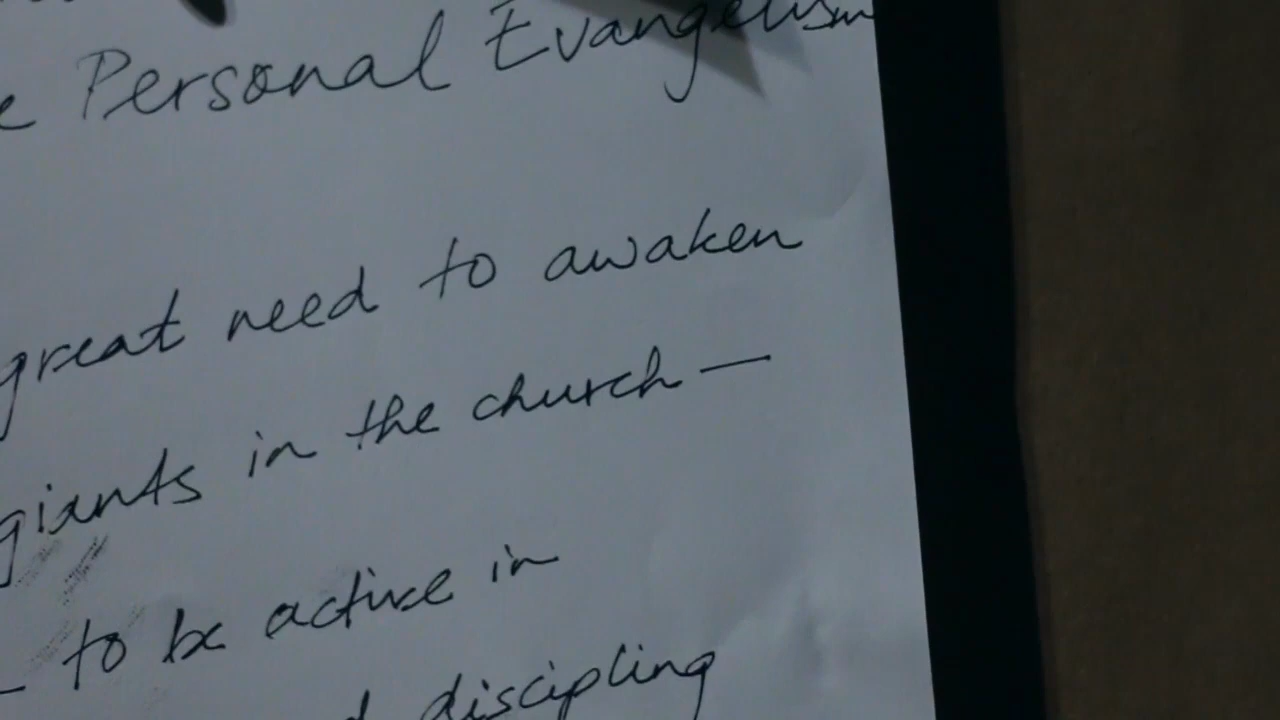 Personal Evangelism
great need to awaken
giants in the church —
to be active in
discipling